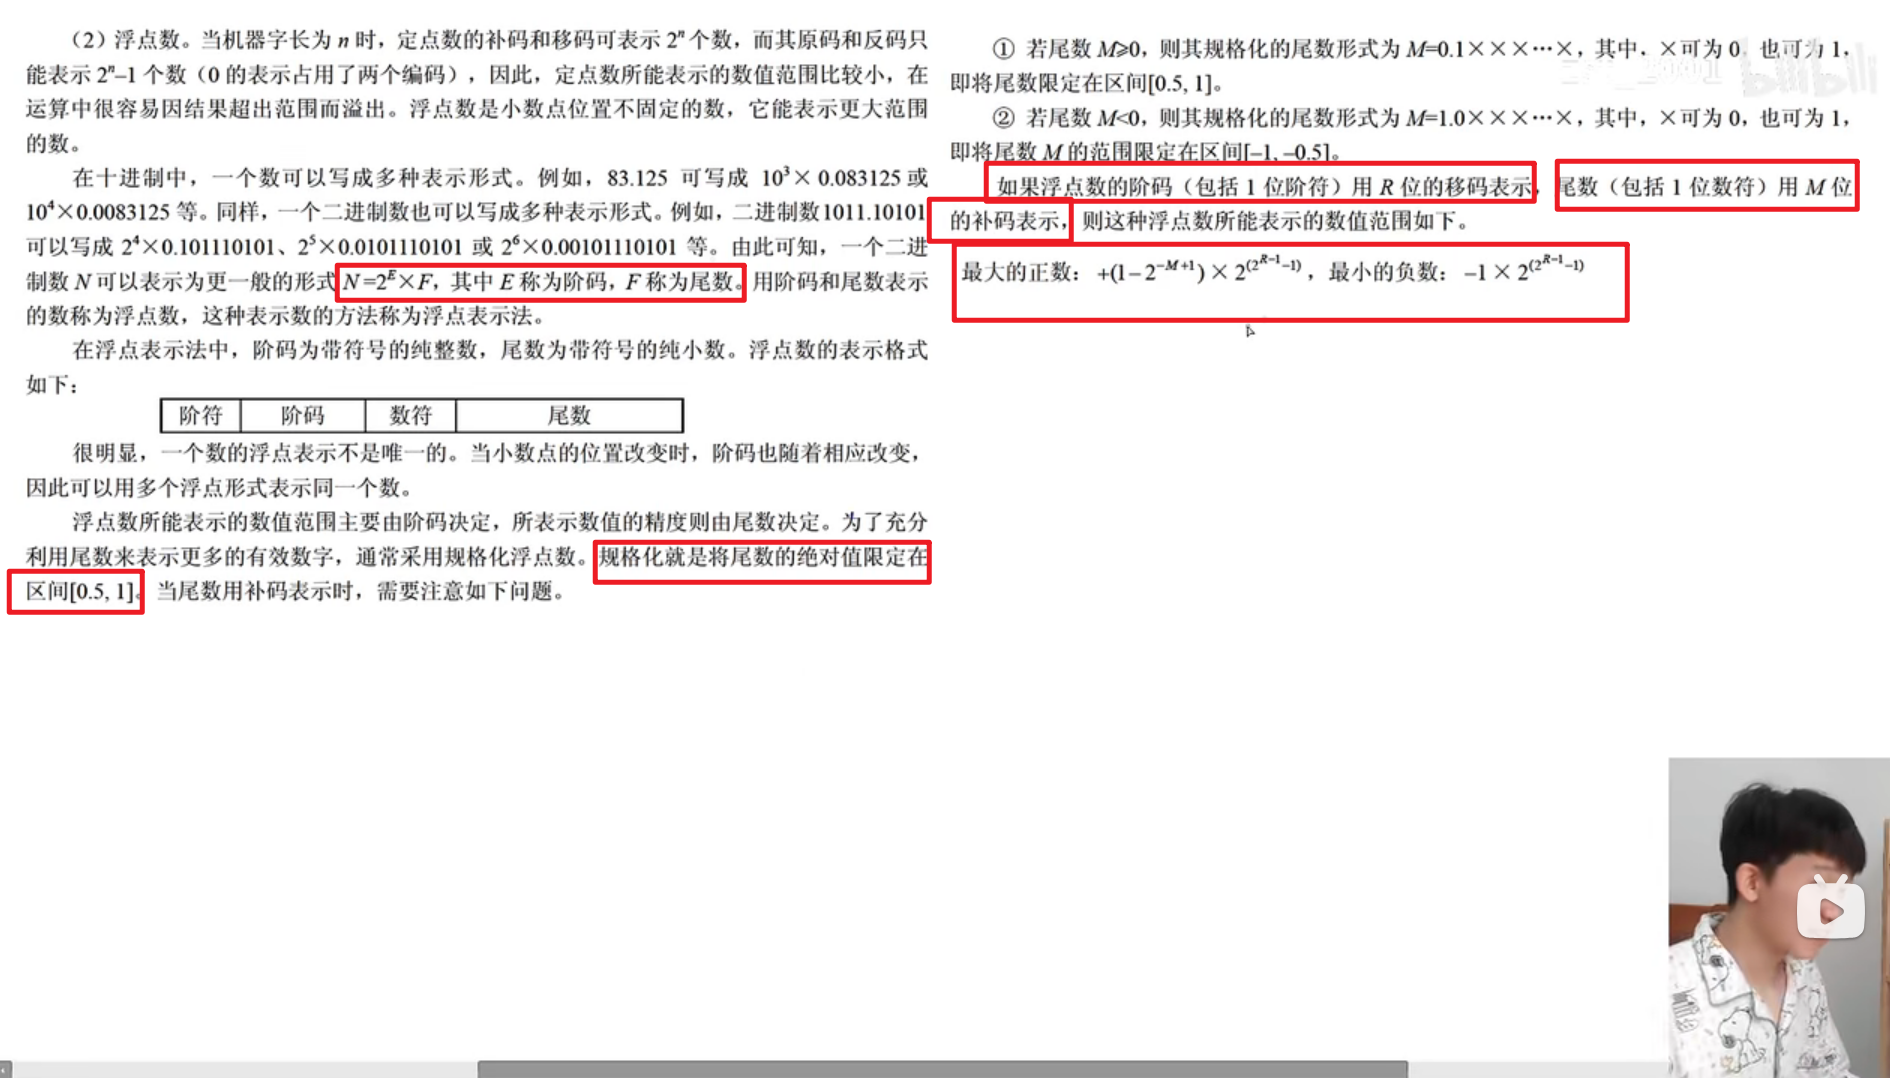 （2）浮点数。当机器字长为 n 时，定点数的补码和移码可表示 2ⁿ 个数，而其原码和反码只
能表示 2ⁿ–1 个数（0 的表示占用了两个编码），因此，定点数所能表示的数值范围比较小，在
运算中很容易因结果超出范围而溢出。浮点数是小数点位置不固定的数，它能表示更大范围
的数。
在十进制中，一个数可以写成多种表示形式。例如，83.125 可写成 10³×0.083125 或
10⁴×0.0083125 等。同样，一个二进制数也可以写成多种表示形式。例如，二进制数1011.10101
可以写成 2⁴×0.101110101、2⁵×0.0101110101 或 2⁶×0.00101110101 等。由此可知，一个二进
制数 N 可以表示为更一般的形式 N=2^E×F，其中 E 称为阶码，F 称为尾数。用阶码和尾数表示
的数称为浮点数，这种表示数的方法称为浮点表示法。
在浮点表示法中，阶码为带符号的纯整数，尾数为带符号的纯小数。浮点数的表示格式
如下：
阶符 阶码 数符 尾数
很明显，一个数的浮点表示不是唯一的。当小数点的位置改变时，阶码也随着相应改变，
因此可以用多个浮点形式表示同一个数。
浮点数所能表示的数值范围主要由阶码决定，所表示数值的精度则由尾数决定。为了充分
利用尾数来表示更多的有效数字，通常采用规格化浮点数。规格化就是将尾数的绝对值限定在
区间[0.5, 1]。当尾数用补码表示时，需要注意如下问题。
① 若尾数 M≥0，则其规格化的尾数形式为 M=0.1×××…×，其中，×可为 0，也可为 1，
即将尾数限定在区间[0.5, 1]。
② 若尾数 M<0，则其规格化的尾数形式为 M=1.0×××…×，其中，×可为 0，也可为 1，
即将尾数 M 的范围限定在区间[–1, –0.5]。
如果浮点数的阶码（包括 1 位阶符）用 R 位的移码表示，尾数（包括 1 位数符）用 M 位
的补码表示，则这种浮点数所能表示的数值范围如下。
最大的正数：+(1–2^(–M+1))×2^(2^(R–1)–1)，最小的负数：–1×2^(2^(R–1)–1)
bilibili